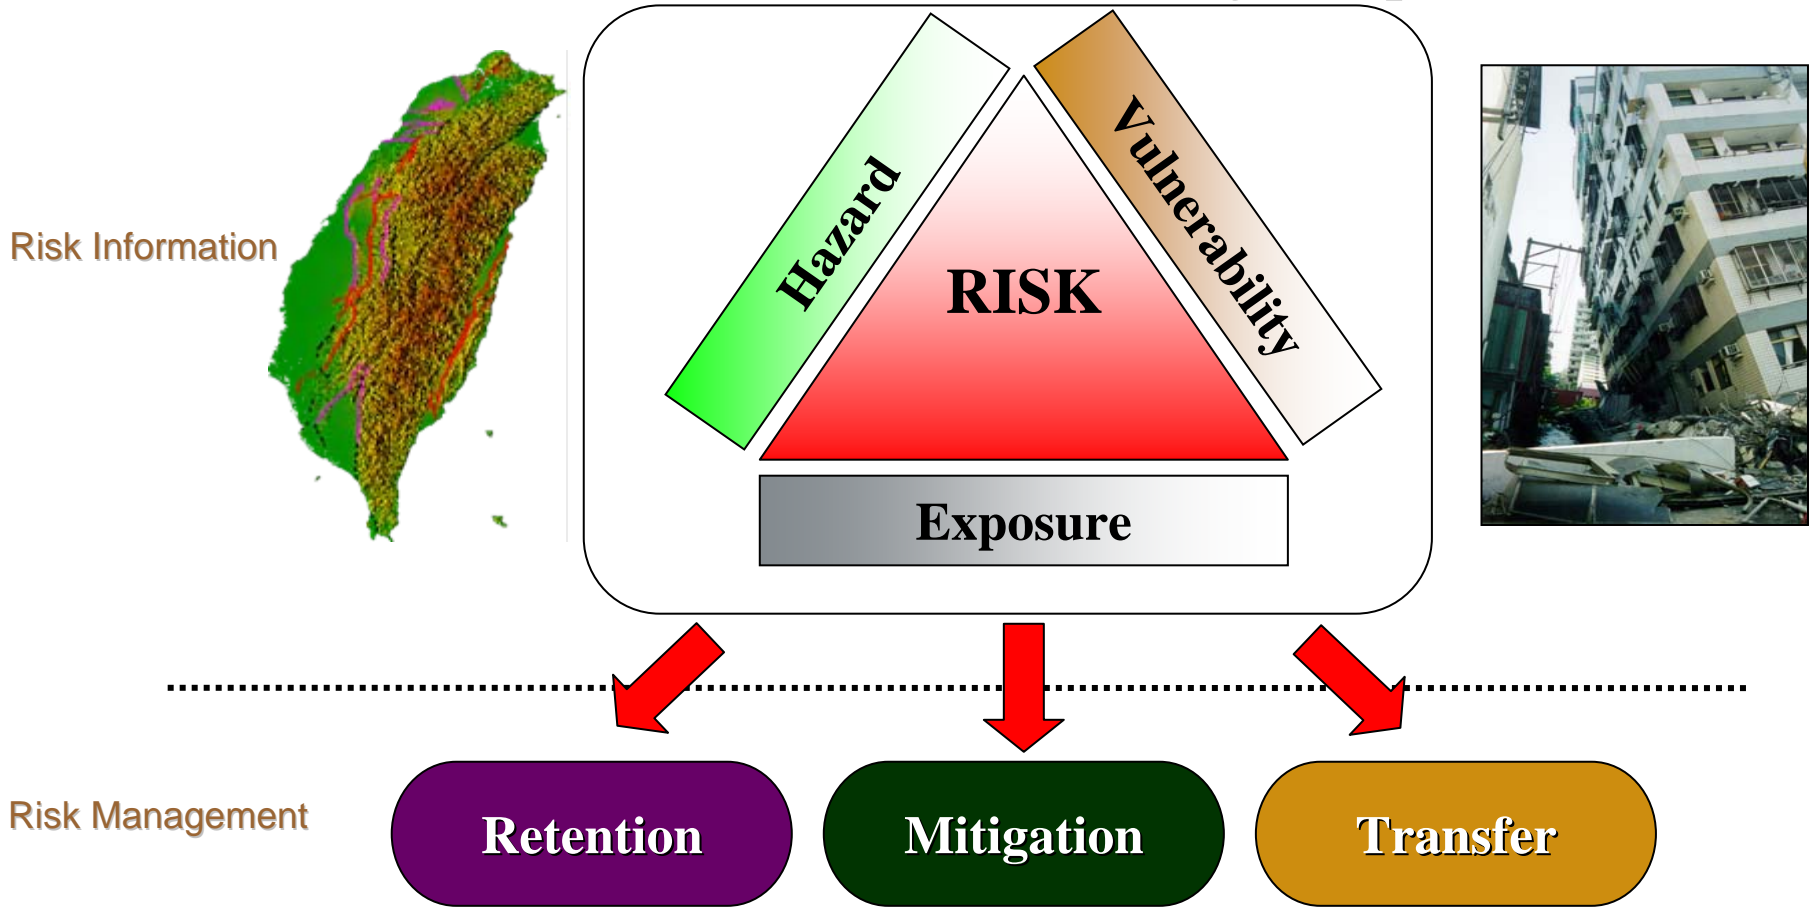 Risk Information
Hazard
Vulnerability
RISK
Exposure
Risk Management
Retention
Mitigation
Transfer